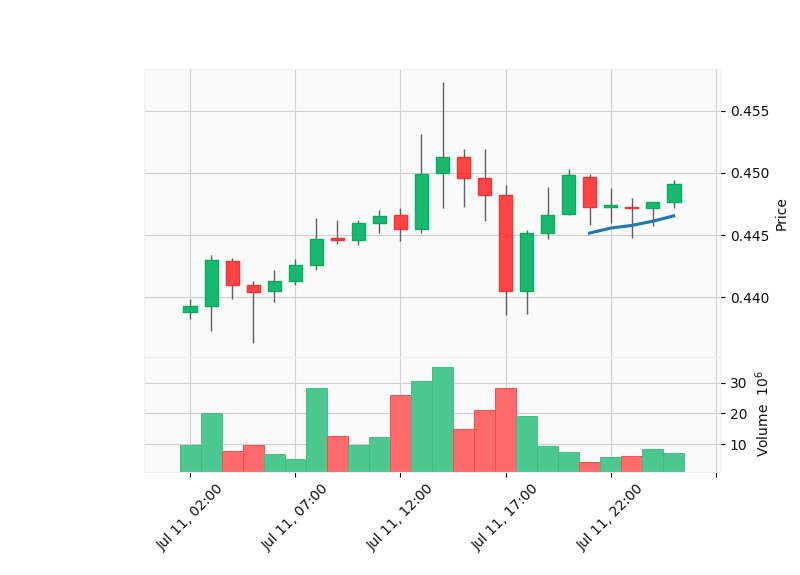 0.455
0.450
0.445
0.440
Price
30
20
10
Volume 10^6
Jul 11, 02:00
Jul 11, 07:00
Jul 11, 12:00
Jul 11, 17:00
Jul 11, 22:00